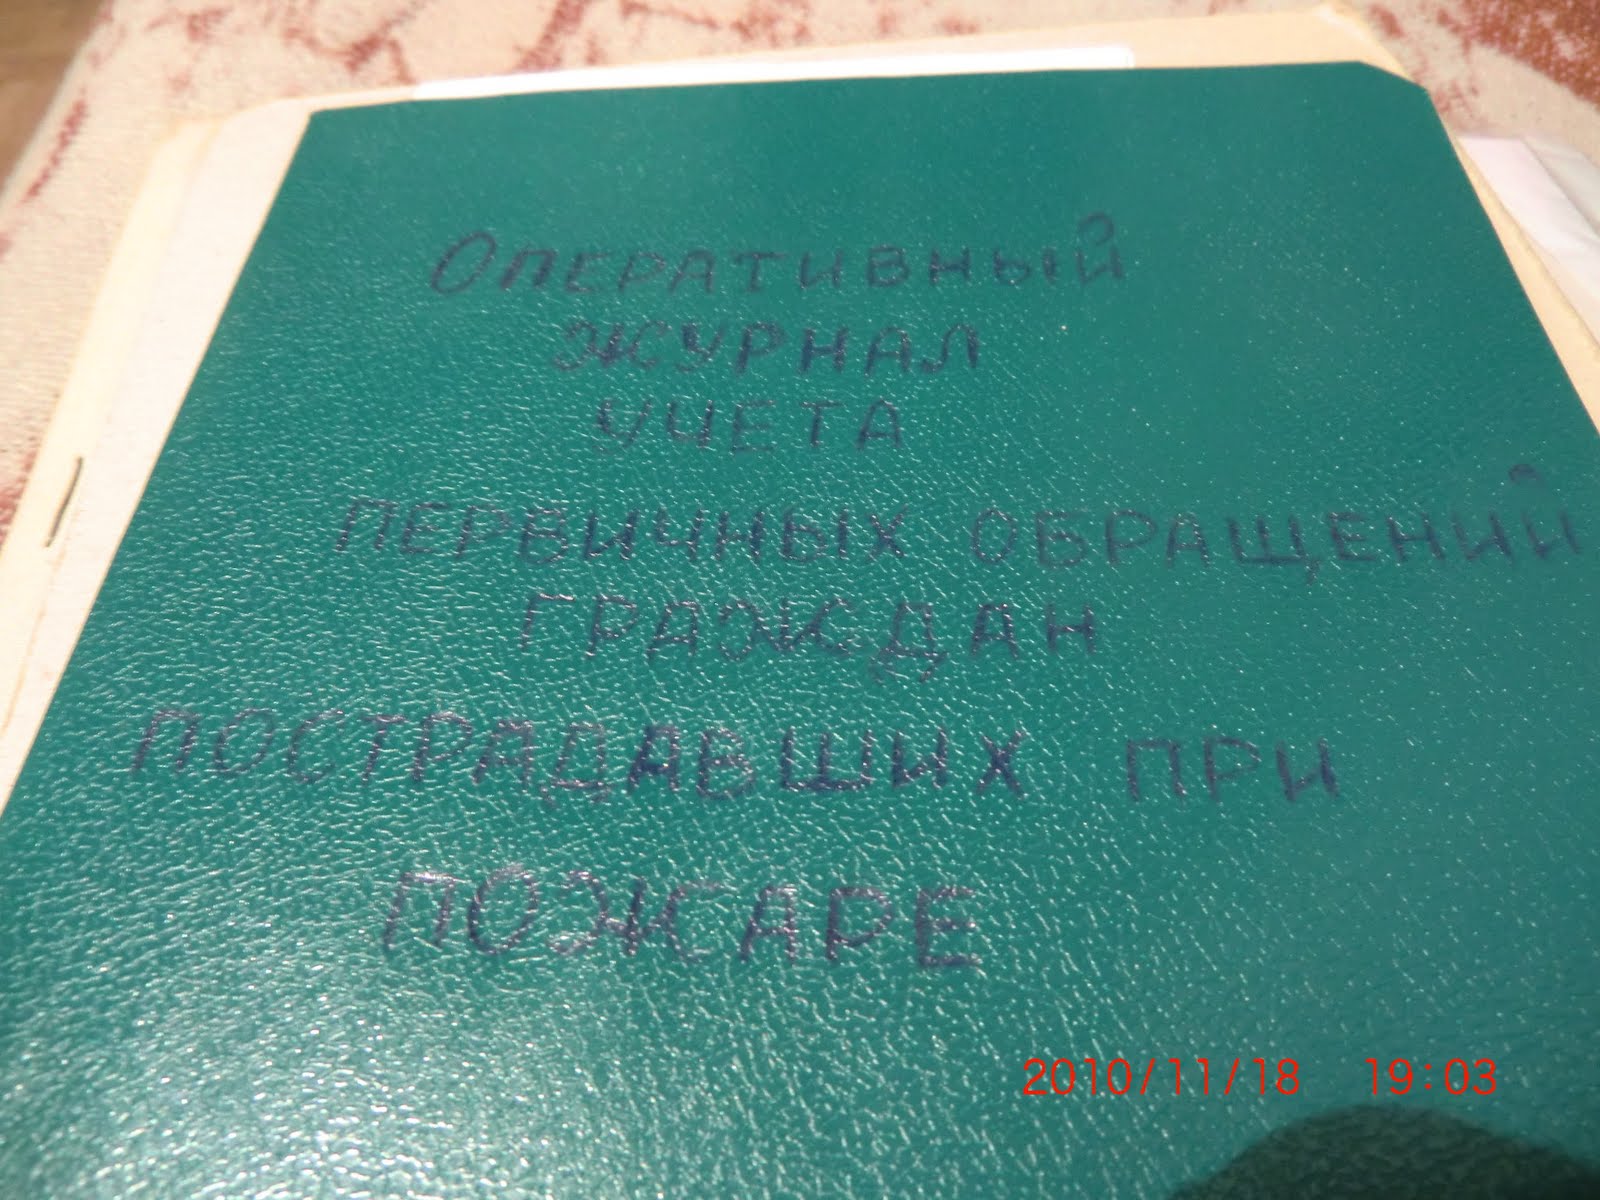 Оперативный
журнал
учета
первичных обращений
граждан
пострадавших при
пожаре
2010/11/18 19:03